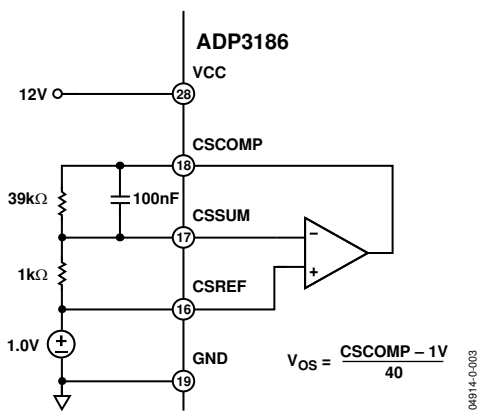 ADP3186
VCC
12V
28
CSCOMP
18
39kΩ
100nF
CSSUM
17
–
1kΩ
+
CSREF
16
1.0V
+
–
GND
19
VOS = CSCOMP – 1V
40
04914-0-003